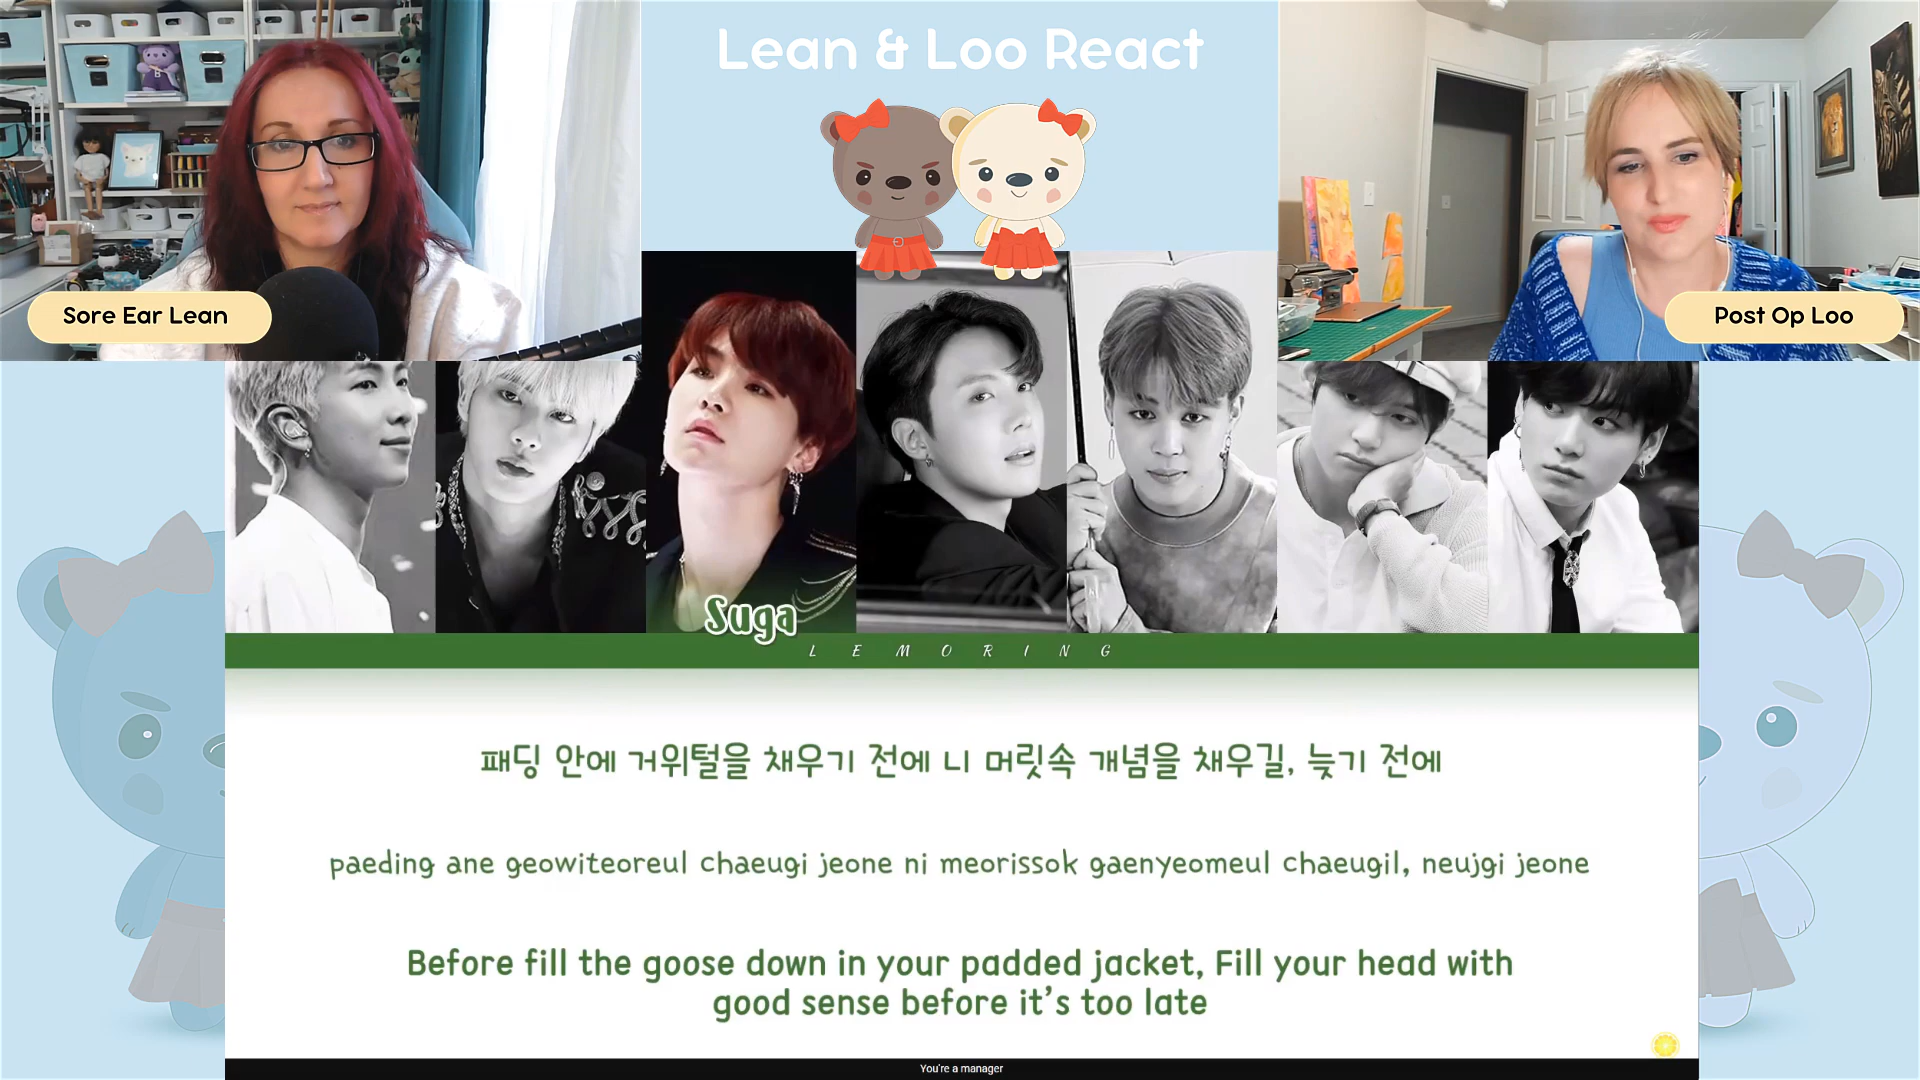 Lean & Loo React
Sore Ear Lean
Post Op Loo
Suga
LEMORING
패딩 안에 거위털을 채우기 전에 니 머릿속 개념을 채우길, 늦기 전에
paeding ane geowiteoreul chaeugi jeone ni meorissok gaenyeomeul chaeugil, neujgi jeone
Before fill the goose down in your padded jacket, Fill your head with
good sense before it's too late
You're a manager